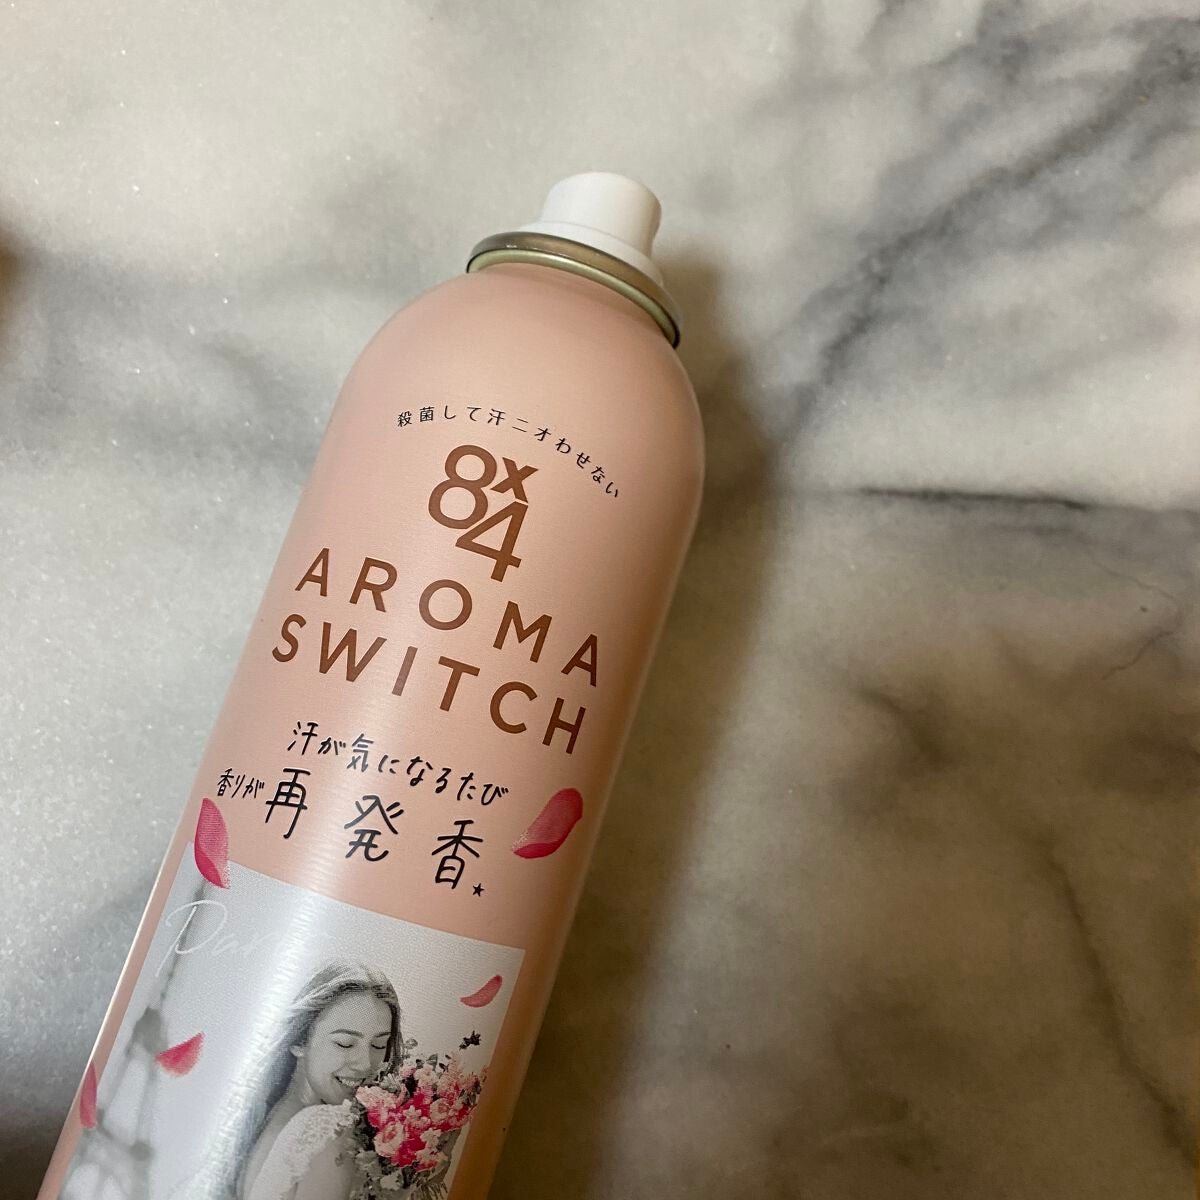 殺菌して汗ニオわせない
8x4
AROMA
SWITCH
汗が気になるたび
香りが再発香.★